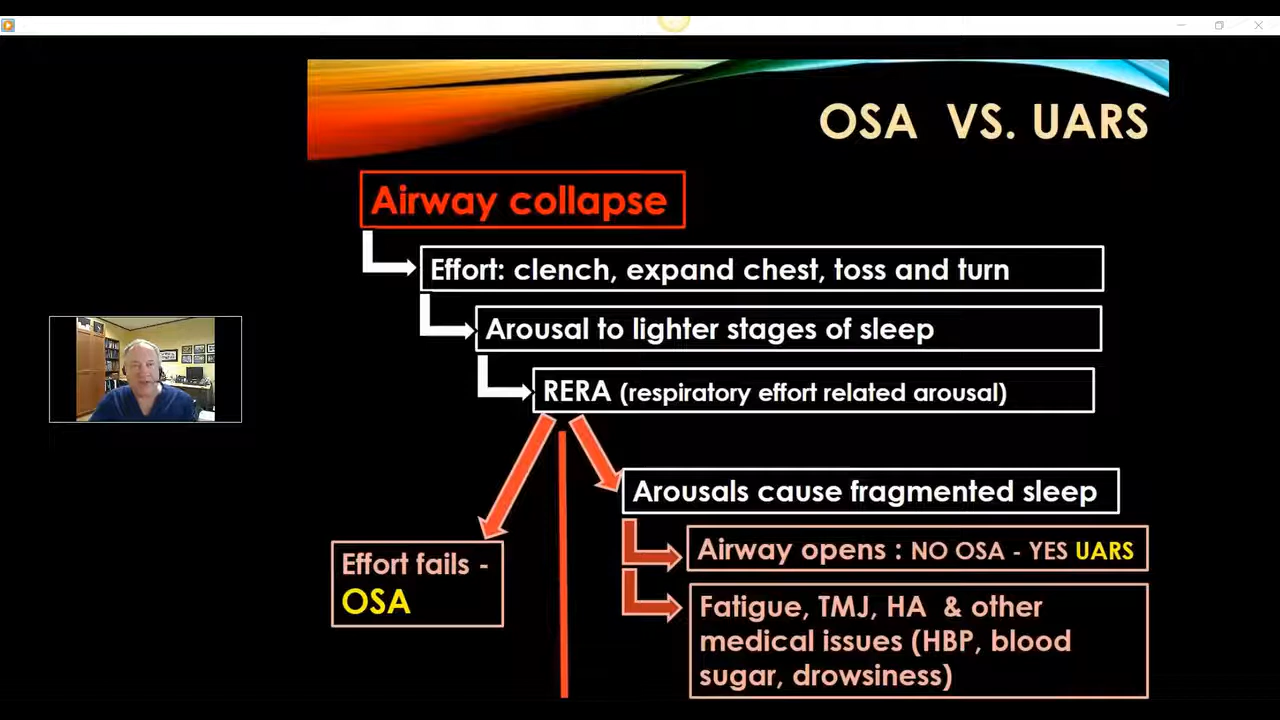 OSA VS. UARS
Airway collapse
Effort: clench, expand chest, toss and turn
Arousal to lighter stages of sleep
RERA (respiratory effort related arousal)
Arousals cause fragmented sleep
Effort fails -
OSA
Airway opens : NO OSA - YES UARS
Fatigue, TMJ, HA & other
medical issues (HBP, blood
sugar, drowsiness)